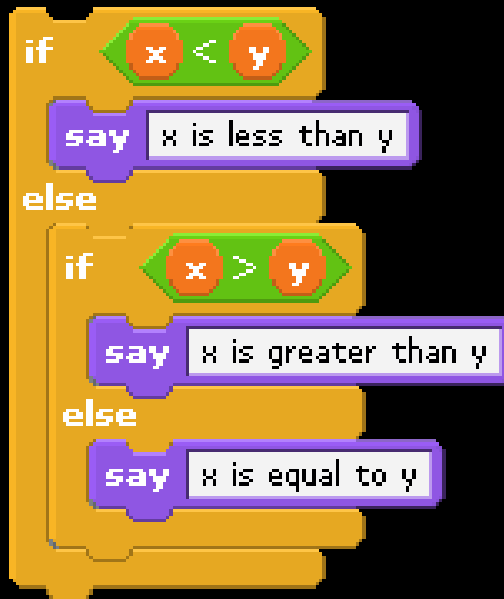 if x < y
say x is less than y
else
if x > y
say x is greater than y
else
say x is equal to y